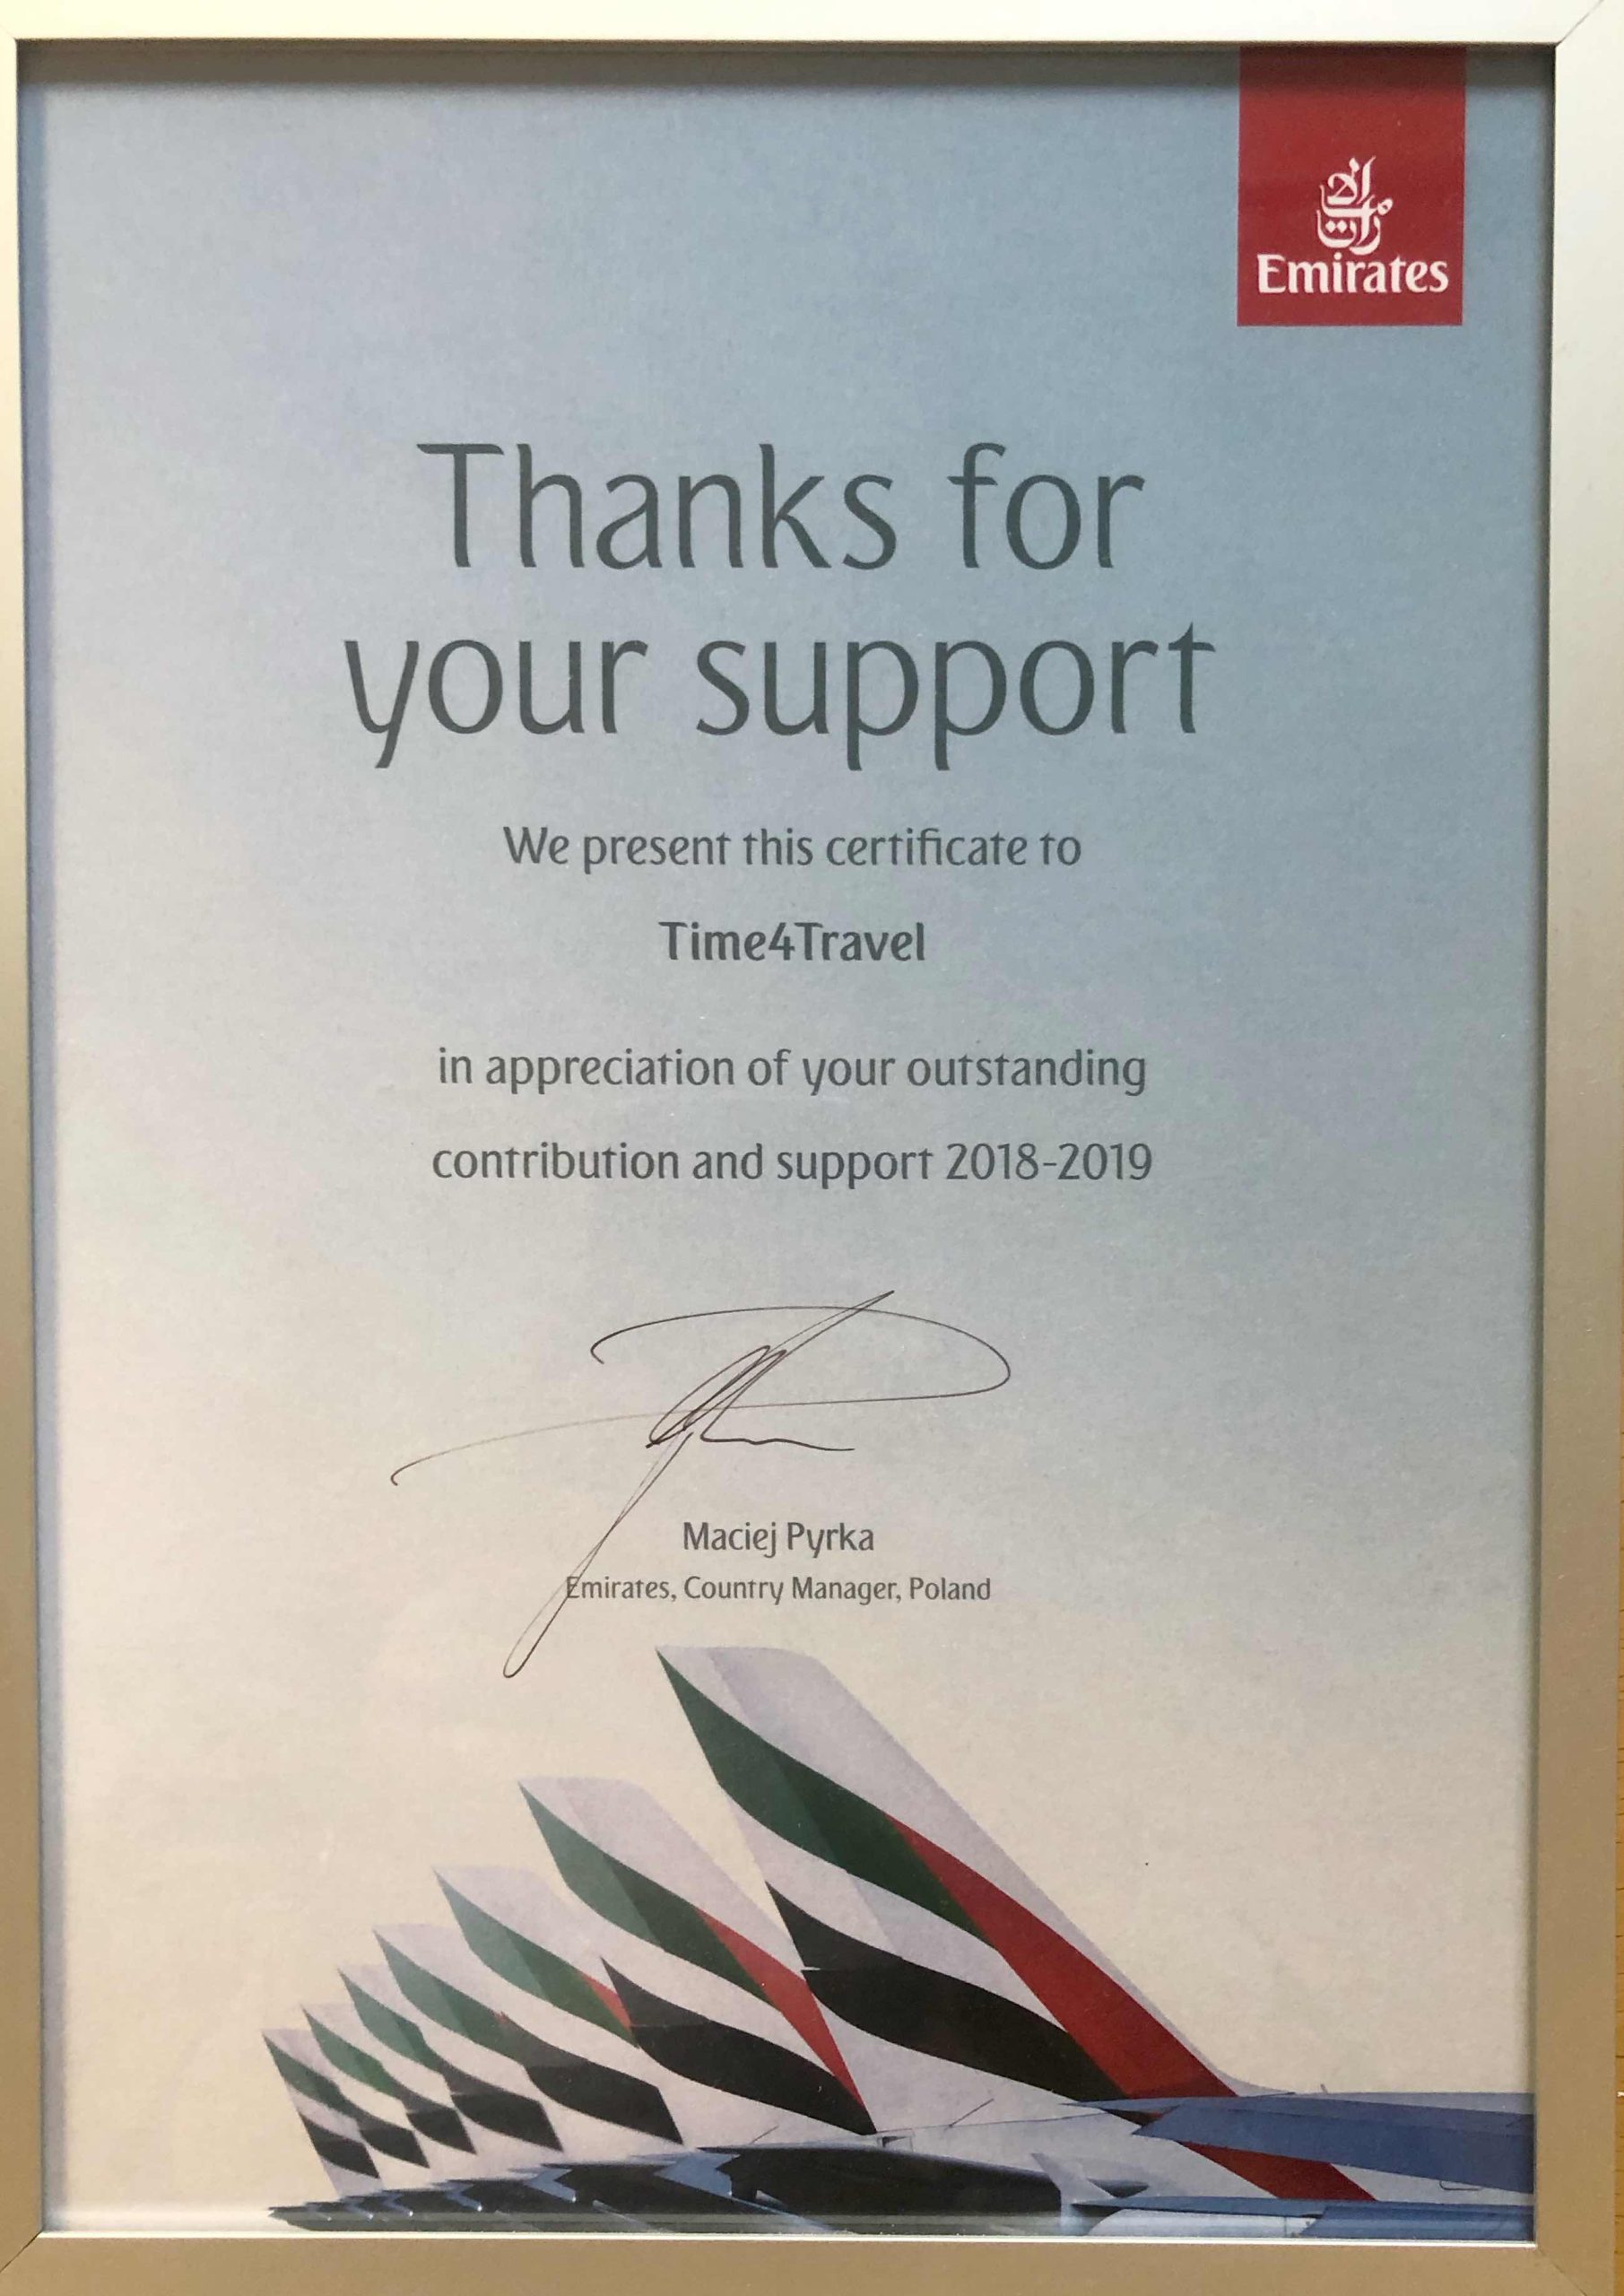 الإمارات
Emirates
Thanks for
your support
We present this certificate to
Time4Travel
in appreciation of your outstanding
contribution and support 2018-2019
Maciej Pyrka
Emirates, Country Manager, Poland